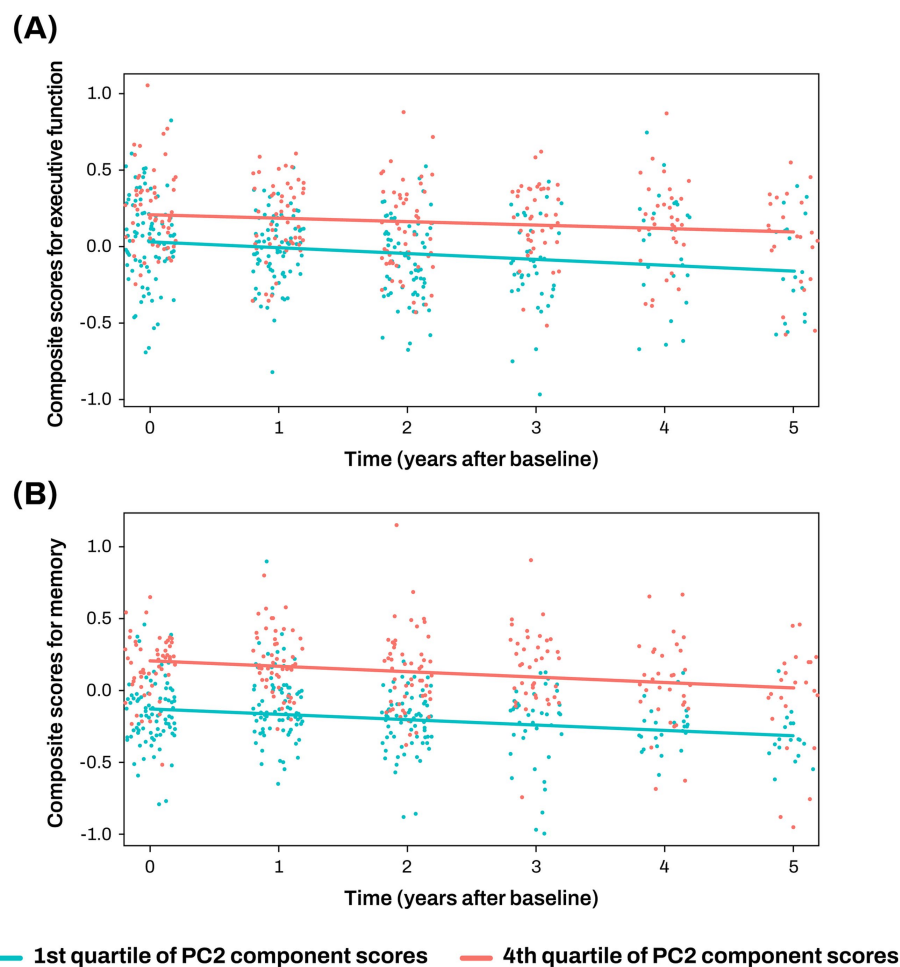 (A)
Composite scores for executive function
1.0
0.5
0.0
-0.5
-1.0
0 1 2 3 4 5
Time (years after baseline)
(B)
Composite scores for memory
1.0
0.5
0.0
-0.5
-1.0
0 1 2 3 4 5
Time (years after baseline)
1st quartile of PC2 component scores
4th quartile of PC2 component scores